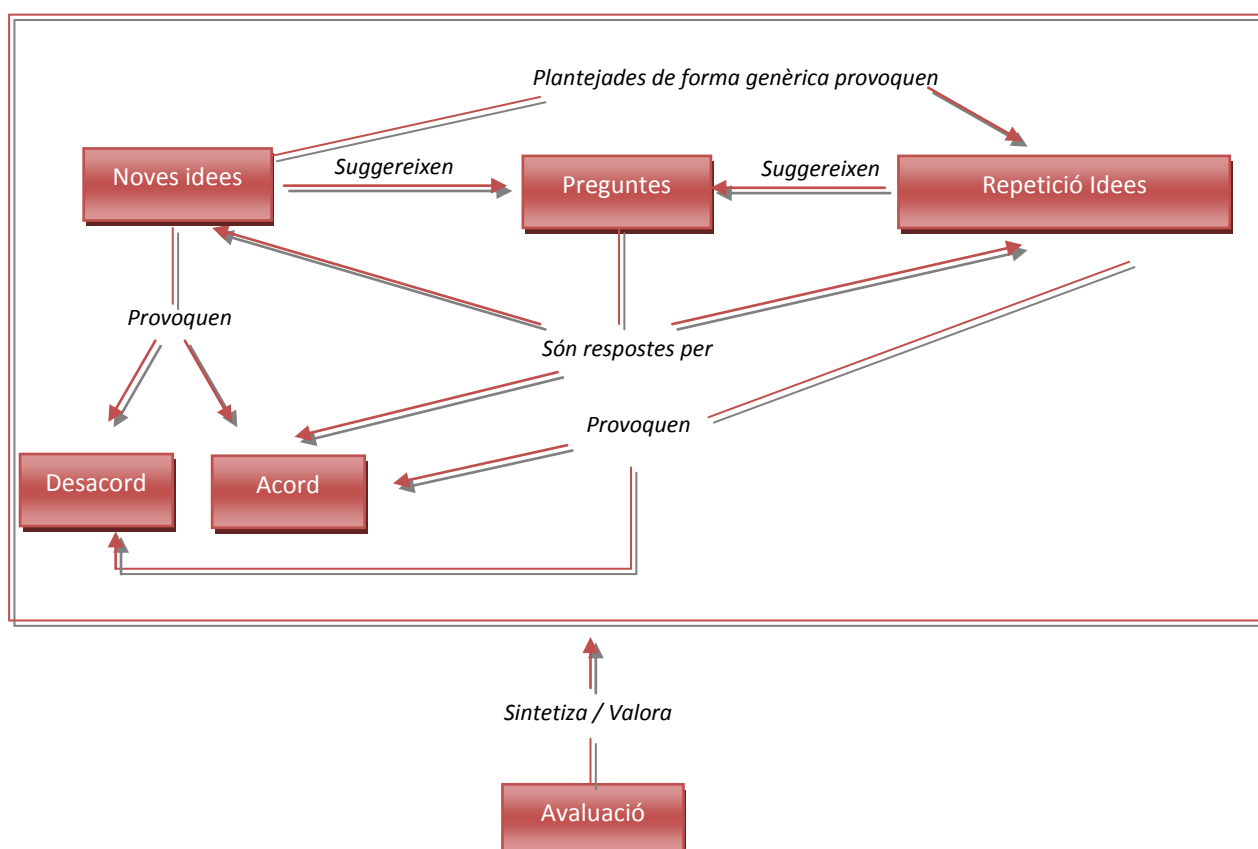 Plantejades de forma genèrica provoquen
Noves idees
Suggereixen
Preguntes
Suggereixen
Repetició Idees
Provoquen
Són respostes per
Provoquen
Desacord
Acord
Sintetiza / Valora
Avaluació